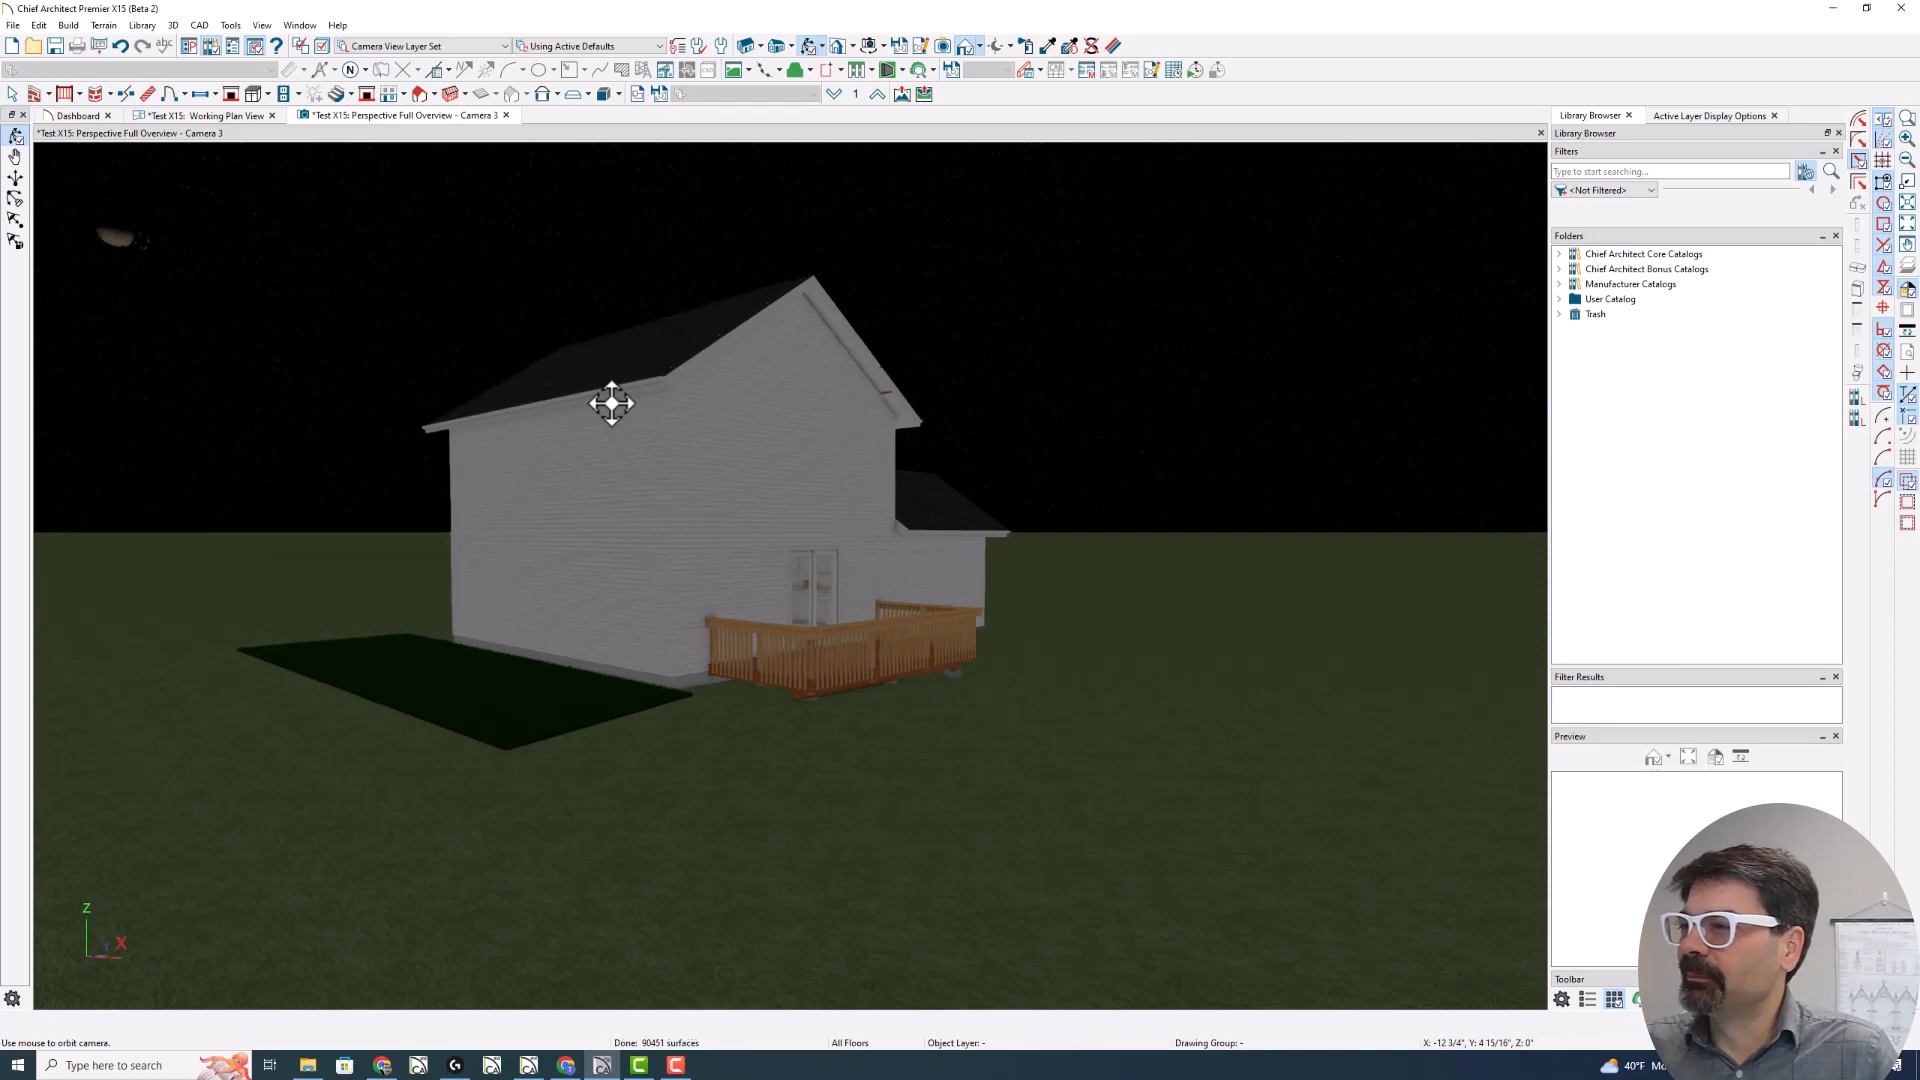 Chief Architect Premier X15 (Beta 2)
File Edit Build Terrain Library 3D CAD Tools View Window Help
Camera View Layer Set Using Active Defaults
1
Dashboard *Test X15: Working Plan View *Test X15: Perspective Full Overview - Camera 3
*Test X15: Perspective Full Overview - Camera 3
Library Browser Active Layer Display Options
Library Browser
Filters
Type to start searching...
<Not Filtered>
Folders
Chief Architect Core Catalogs
Chief Architect Bonus Catalogs
Manufacturer Catalogs
User Catalog
Trash
Filter Results
Preview
Toolbar
Z
Y X
Use mouse to orbit camera. Done: 90451 surfaces All Floors Object Layer: - Drawing Group: - X: -12 3/4", Y: 4 15/16", Z: 0"
Type here to search
40°F